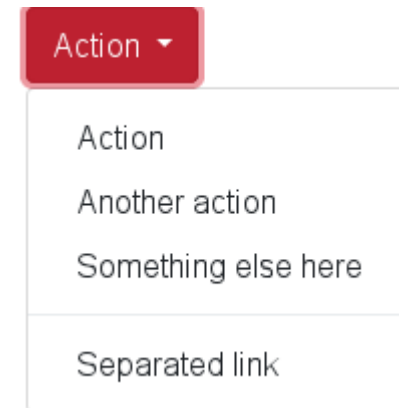 Action
Action
Another action
Something else here
Separated link